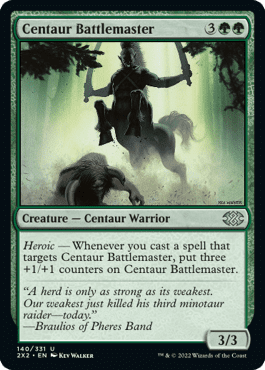 Centaur Battlemaster 3
Creature — Centaur Warrior
Heroic — Whenever you cast a spell that
targets Centaur Battlemaster, put three
+1/+1 counters on Centaur Battlemaster.
“A herd is only as strong as its weakest.
Our weakest just killed his third minotaur
raider—today.”
—Braulios of Pheres Band
3/3
140/331 U
2X2 • EN Kev Walker
™ & © 2022 Wizards of the Coast